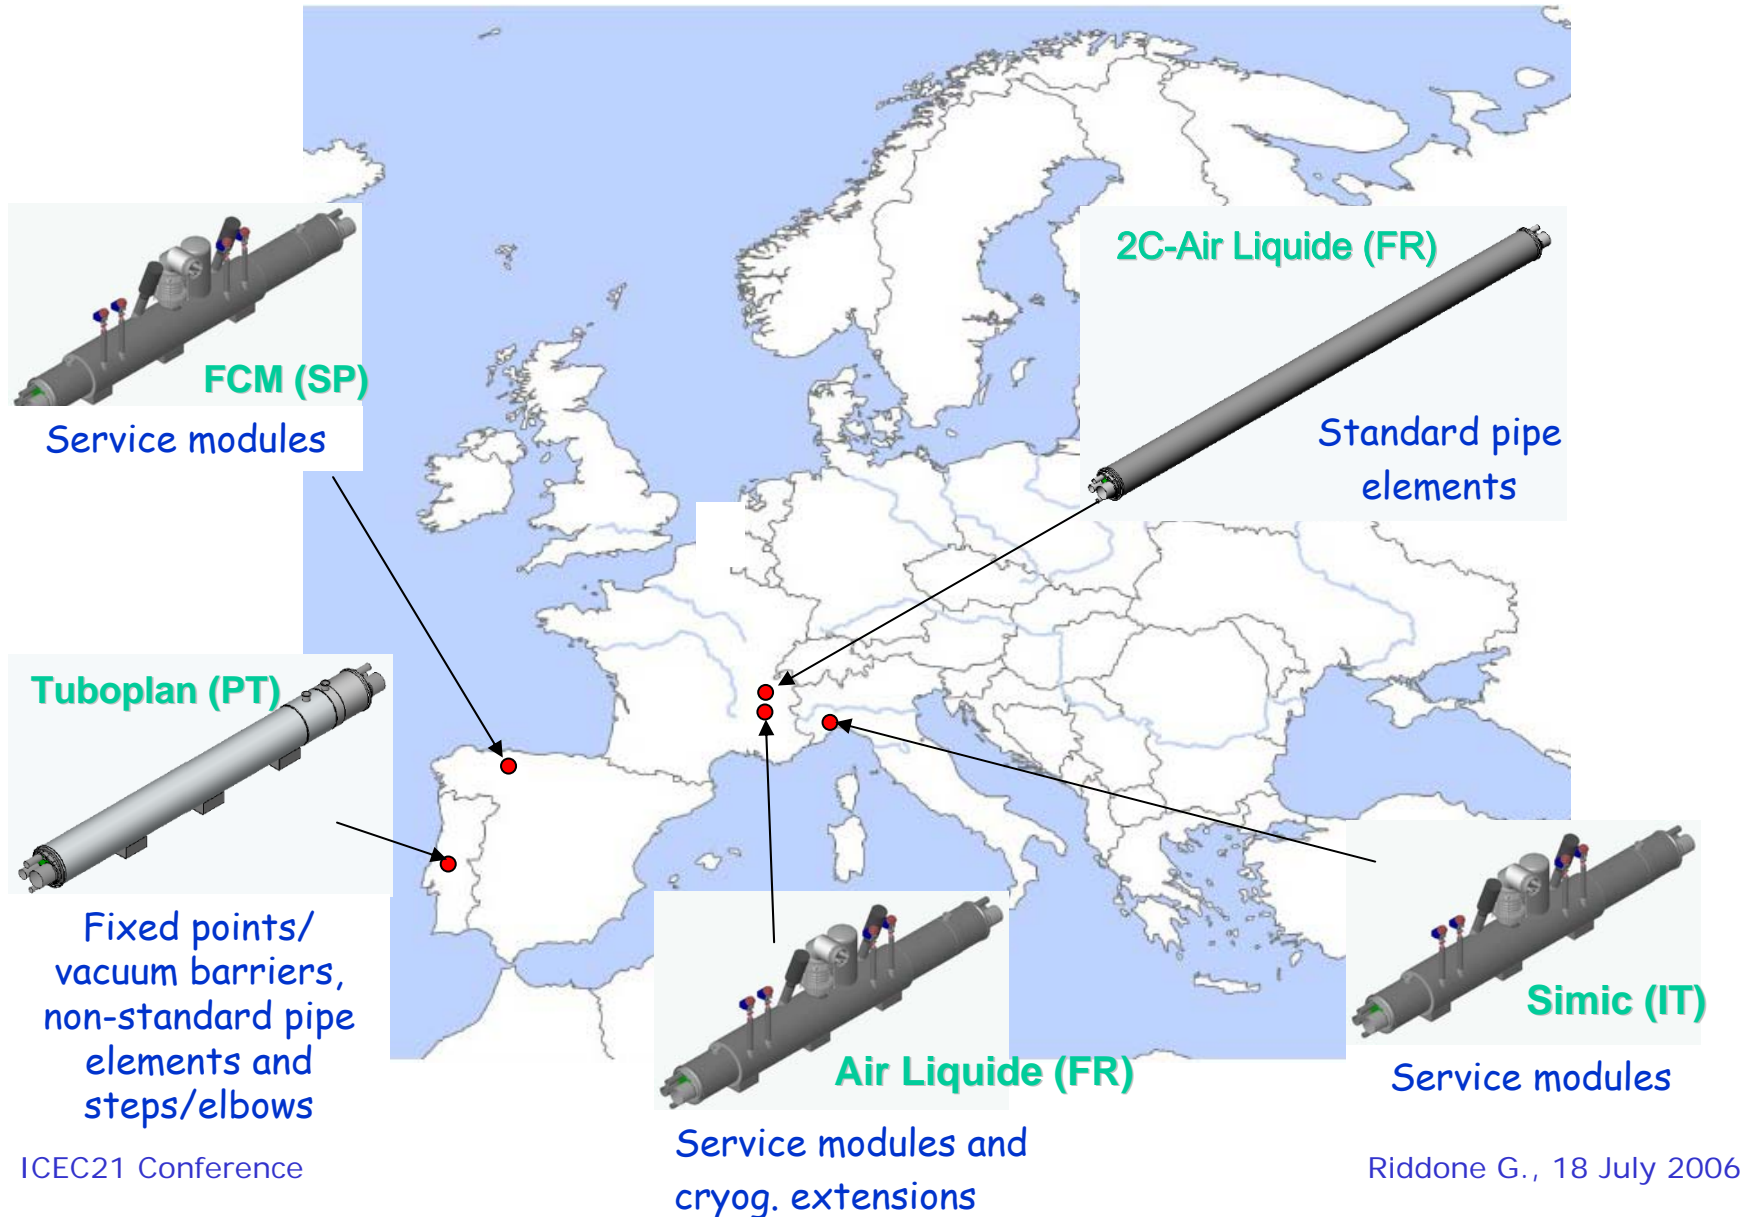 2C-Air Liquide (FR)
Standard pipe
elements
FCM (SP)
Service modules
Tuboplan (PT)
Fixed points/
vacuum barriers,
non-standard pipe
elements and
steps/elbows
Air Liquide (FR)
Service modules and
cryog. extensions
Simic (IT)
Service modules
ICEC21 Conference
Riddone G., 18 July 2006